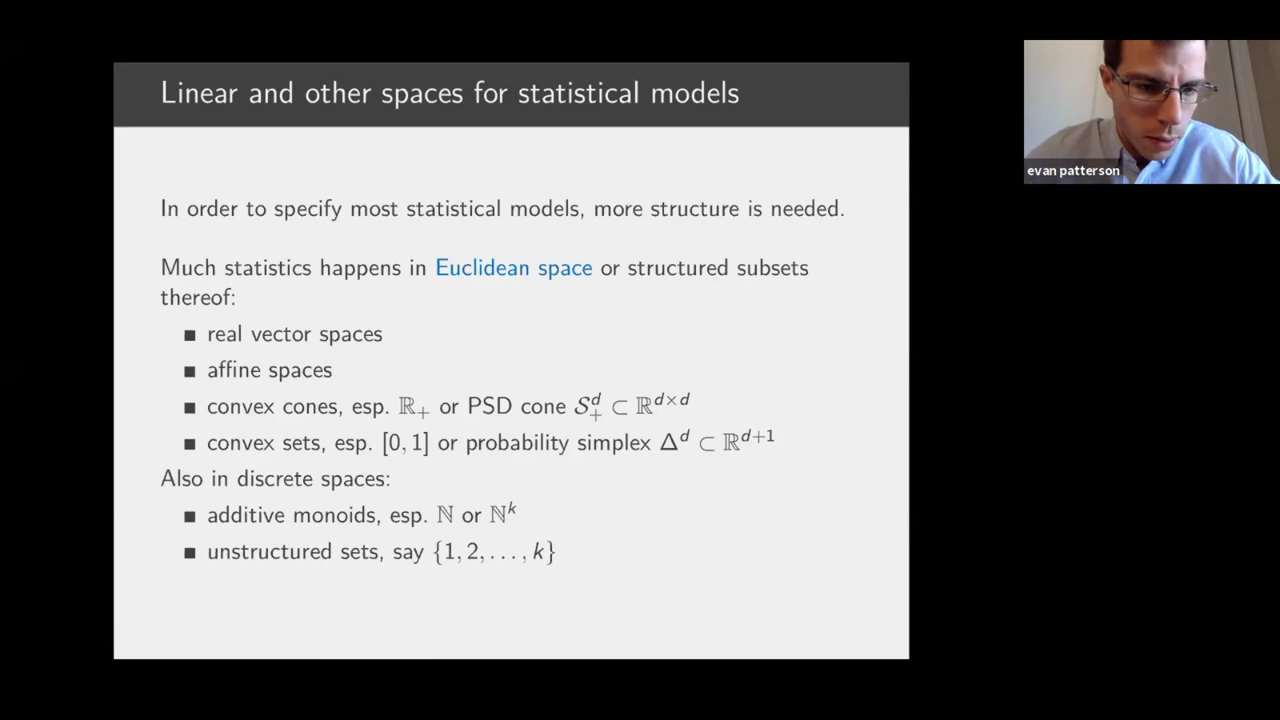 Linear and other spaces for statistical models
In order to specify most statistical models, more structure is needed.
Much statistics happens in Euclidean space or structured subsets
thereof:
■ real vector spaces
■ affine spaces
■ convex cones, esp. ℝ₊ or PSD cone 𝒮₊ᵈ ⊂ ℝᵈˣᵈ
■ convex sets, esp. [0, 1] or probability simplex Δᵈ ⊂ ℝᵈ⁺¹
Also in discrete spaces:
■ additive monoids, esp. ℕ or ℕᵏ
■ unstructured sets, say {1, 2, . . . , k}
evan patterson